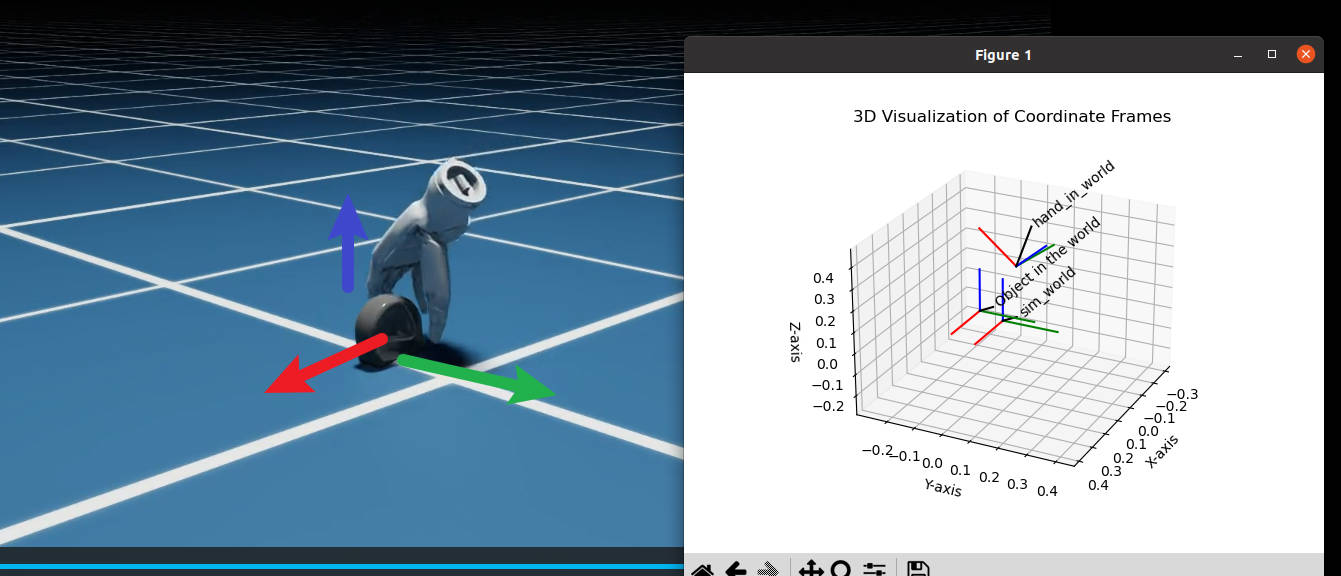 Figure 1
3D Visualization of Coordinate Frames
hand_in_world
Object in the world
sim_world
Z-axis
0.4
0.3
0.2
0.1
0.0
−0.1
−0.2
−0.2
−0.1
0.0
0.1
0.2
0.3
0.4
Y-axis
−0.3
−0.2
−0.1
0.0
0.1
0.2
0.3
0.4
X-axis